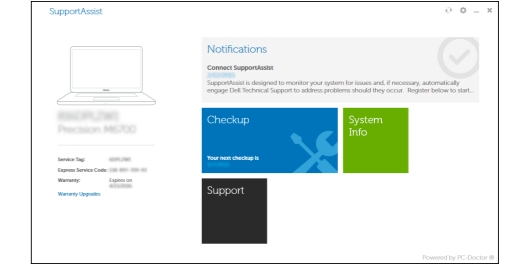 SupportAssist
Notifications
Connect SupportAssist
SupportAssist is designed to monitor your system for issues and, if necessary, automatically
engage Dell Technical Support to address problems should they occur. Register below to start...
Precision M6700
Checkup
Your next checkup is
System
Info
Service Tag:
Express Service Code:
Warranty: Expires on
Warranty Upgrades
Support
Powered by PC-Doctor ®